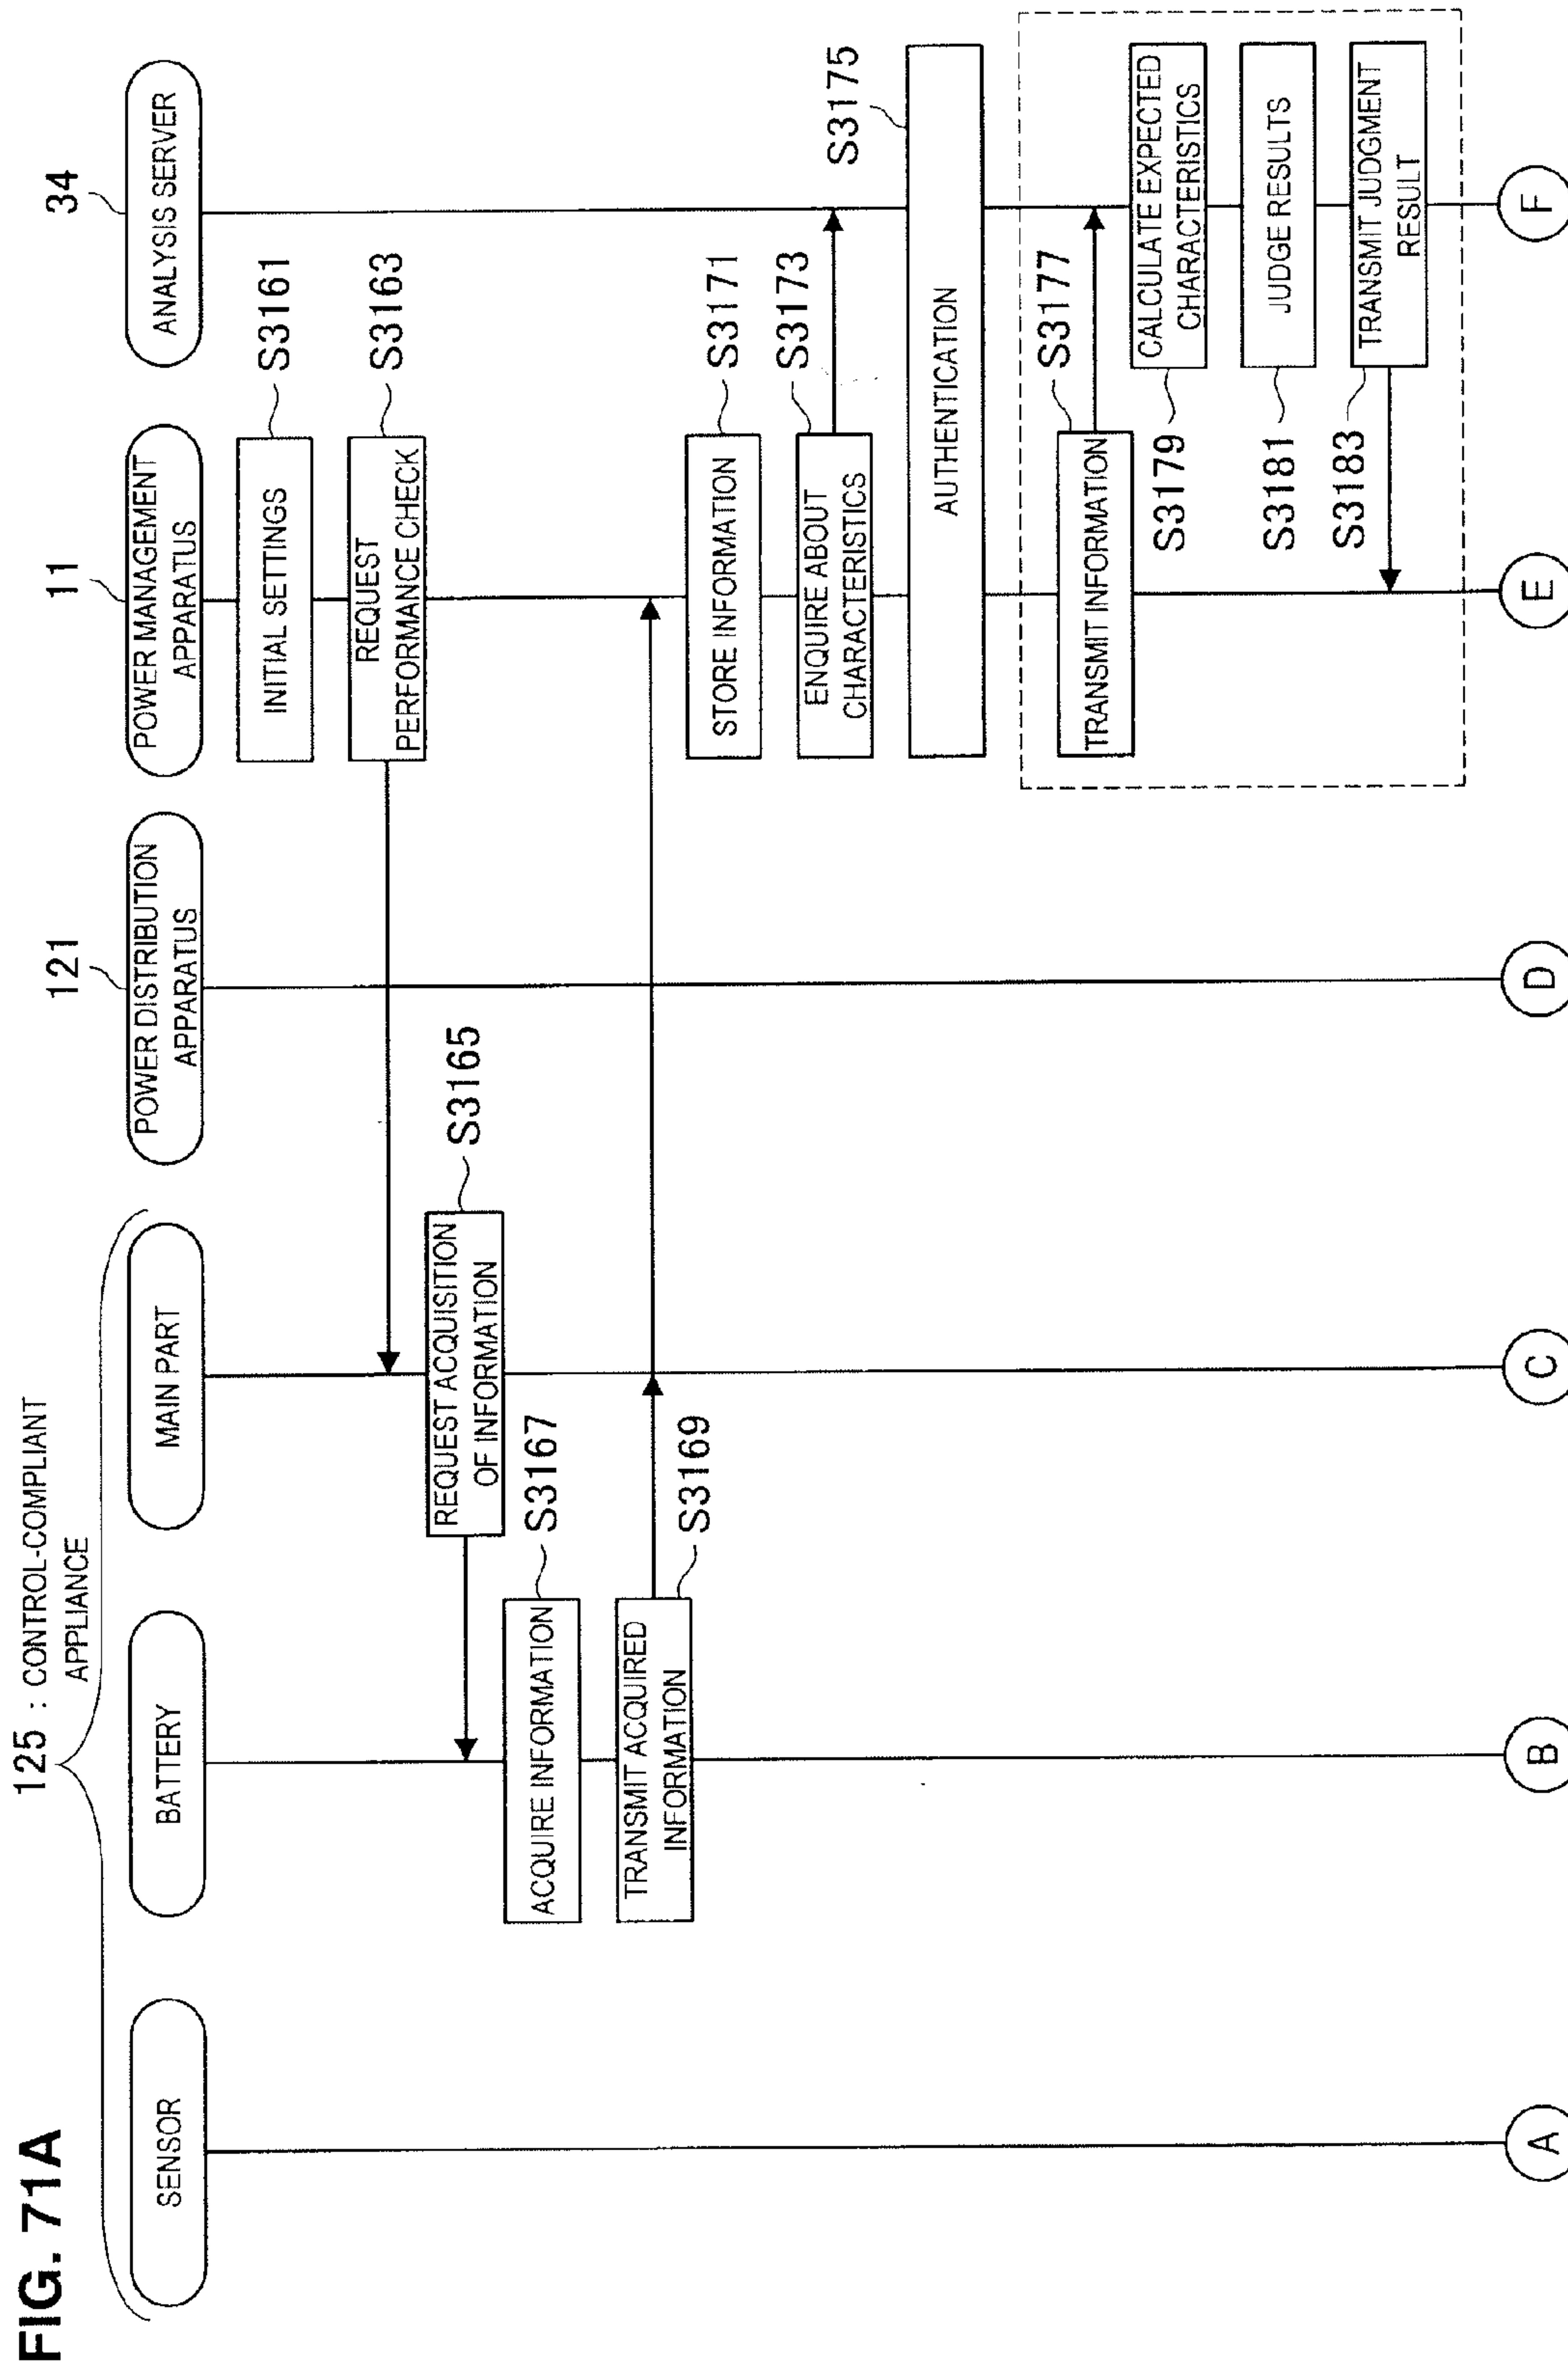 FIG. 71A
125 : CONTROL-COMPLIANT
APPLIANCE
121
11
34
SENSOR
BATTERY
MAIN PART
POWER DISTRIBUTION
APPARATUS
POWER MANAGEMENT
APPARATUS
ANALYSIS SERVER
INITIAL SETTINGS
S3161
REQUEST
PERFORMANCE CHECK
S3163
REQUEST ACQUISITION
OF INFORMATION
S3165
ACQUIRE INFORMATION
S3167
TRANSMIT ACQUIRED
INFORMATION
S3169
STORE INFORMATION
S3171
ENQUIRE ABOUT
CHARACTERISTICS
S3173
AUTHENTICATION
S3175
TRANSMIT INFORMATION
S3177
CALCULATE EXPECTED
CHARACTERISTICS
S3179
JUDGE RESULTS
S3181
TRANSMIT JUDGMENT
RESULT
S3183
A
B
C
D
E
F